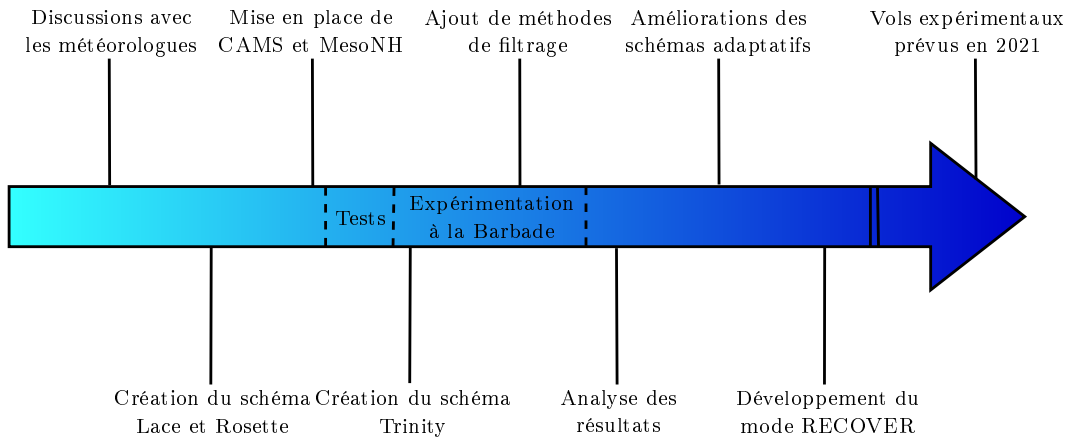 Discussions avec
les météorologues
Mise en place de
CAMS et MesoNH
Ajout de méthodes
de filtrage
Améliorations des
schémas adaptatifs
Vols expérimentaux
prévus en 2021
Tests
Expérimentation
à la Barbade
Création du schéma
Lace et Rosette
Création du schéma
Trinity
Analyse des
résultats
Développement du
mode RECOVER